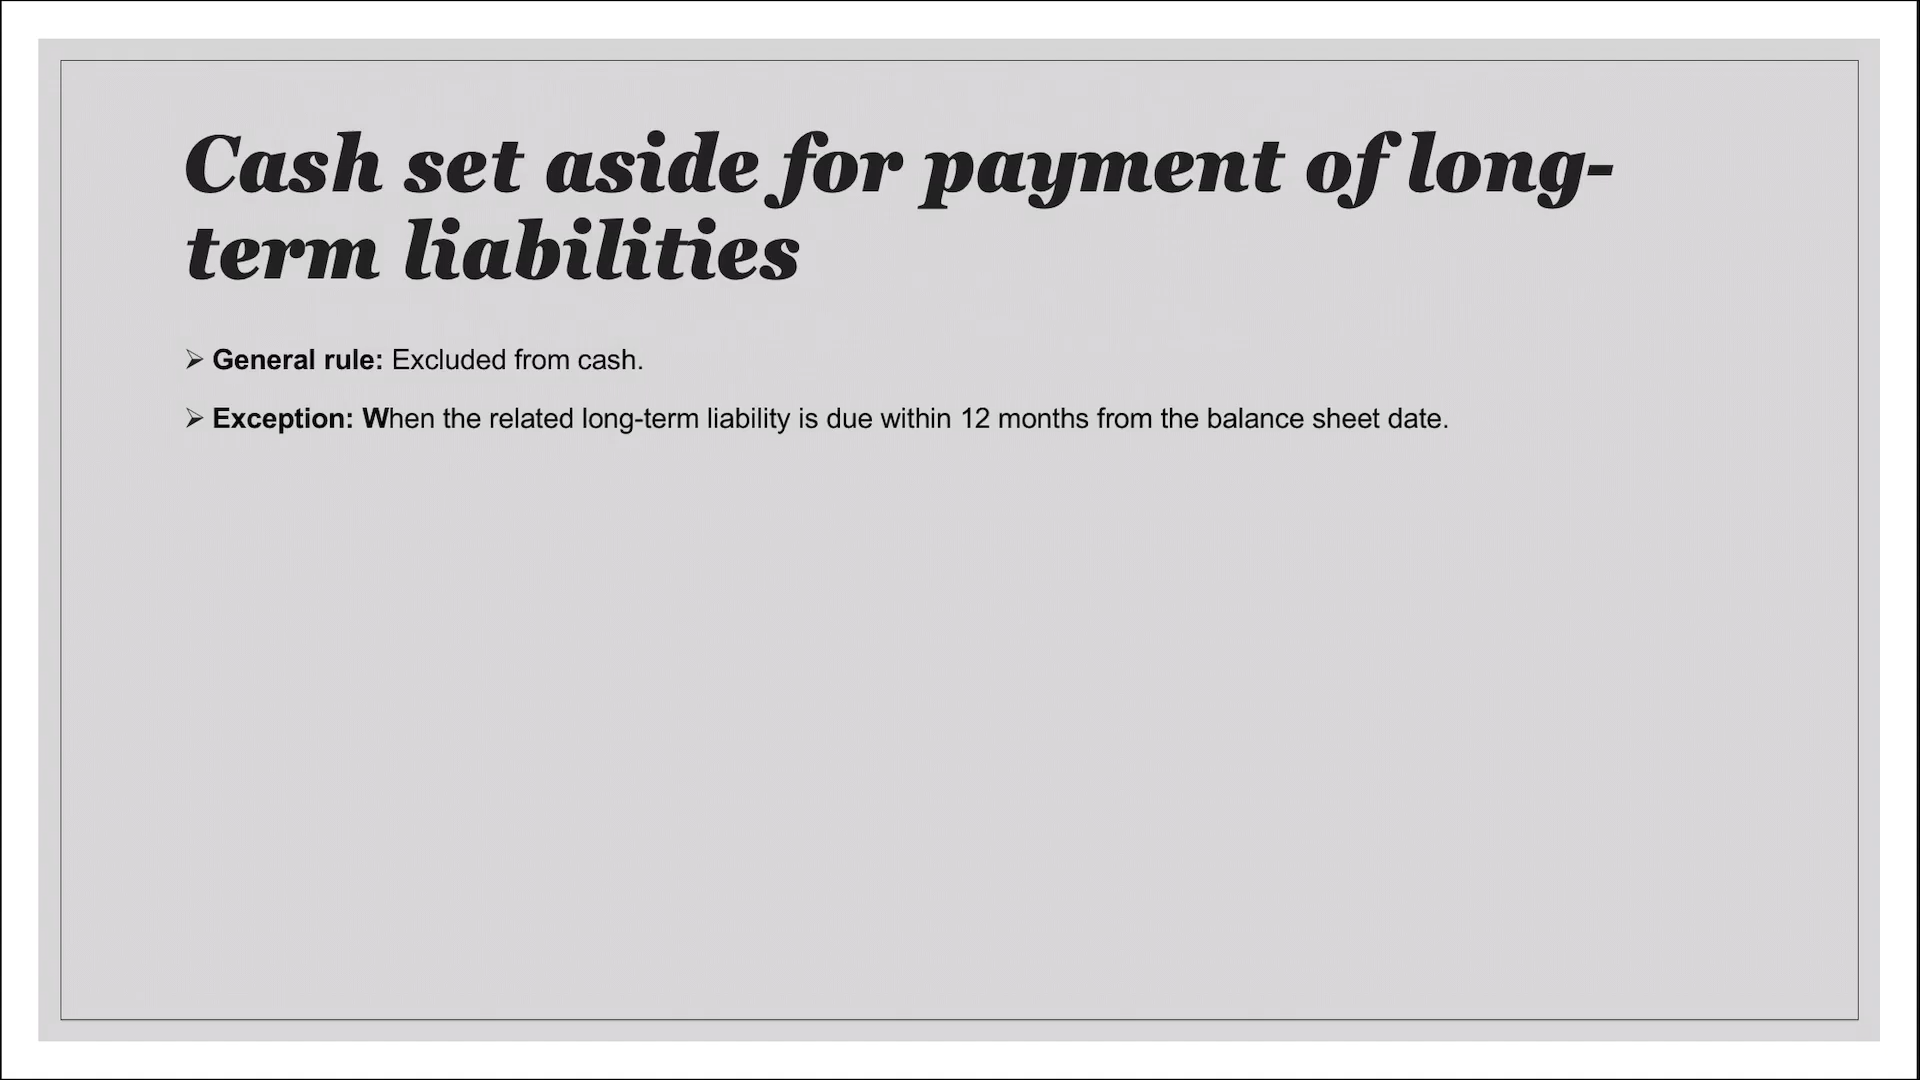 Cash set aside for payment of long-
term liabilities
➢ General rule: Excluded from cash.
➢ Exception: When the related long-term liability is due within 12 months from the balance sheet date.